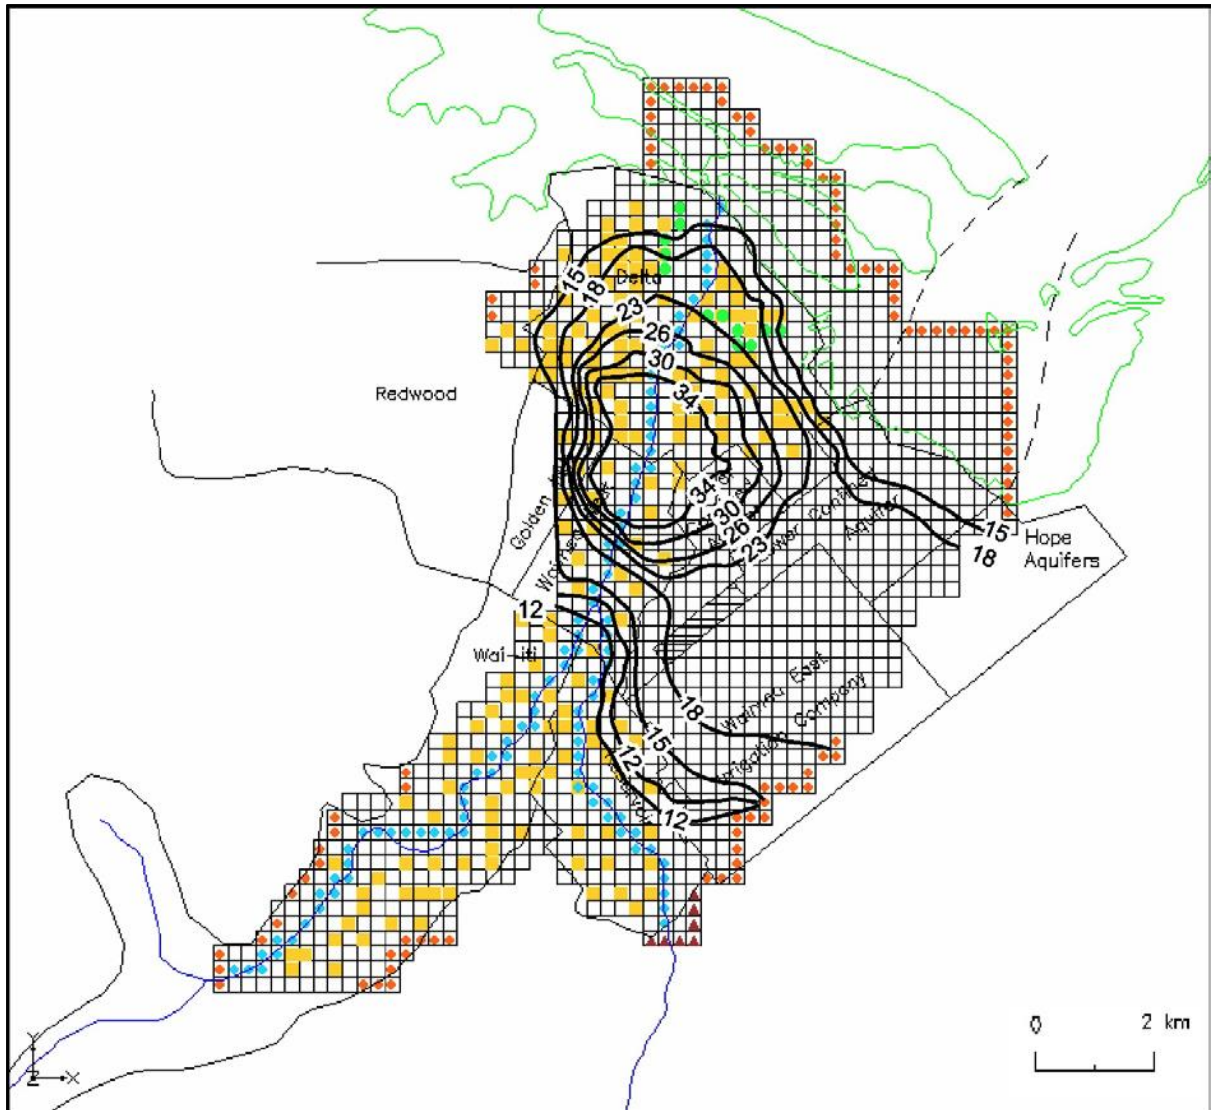 15
18
Delta
23
26
30
34
Redwood
34
30
26
23
Golden
Waimea
Aquifer
15
18
Hope
Aquifers
12
Wai-iti
18
Waimea East
Irrigation Company
15
12
12
Y
Z X
0 2 km